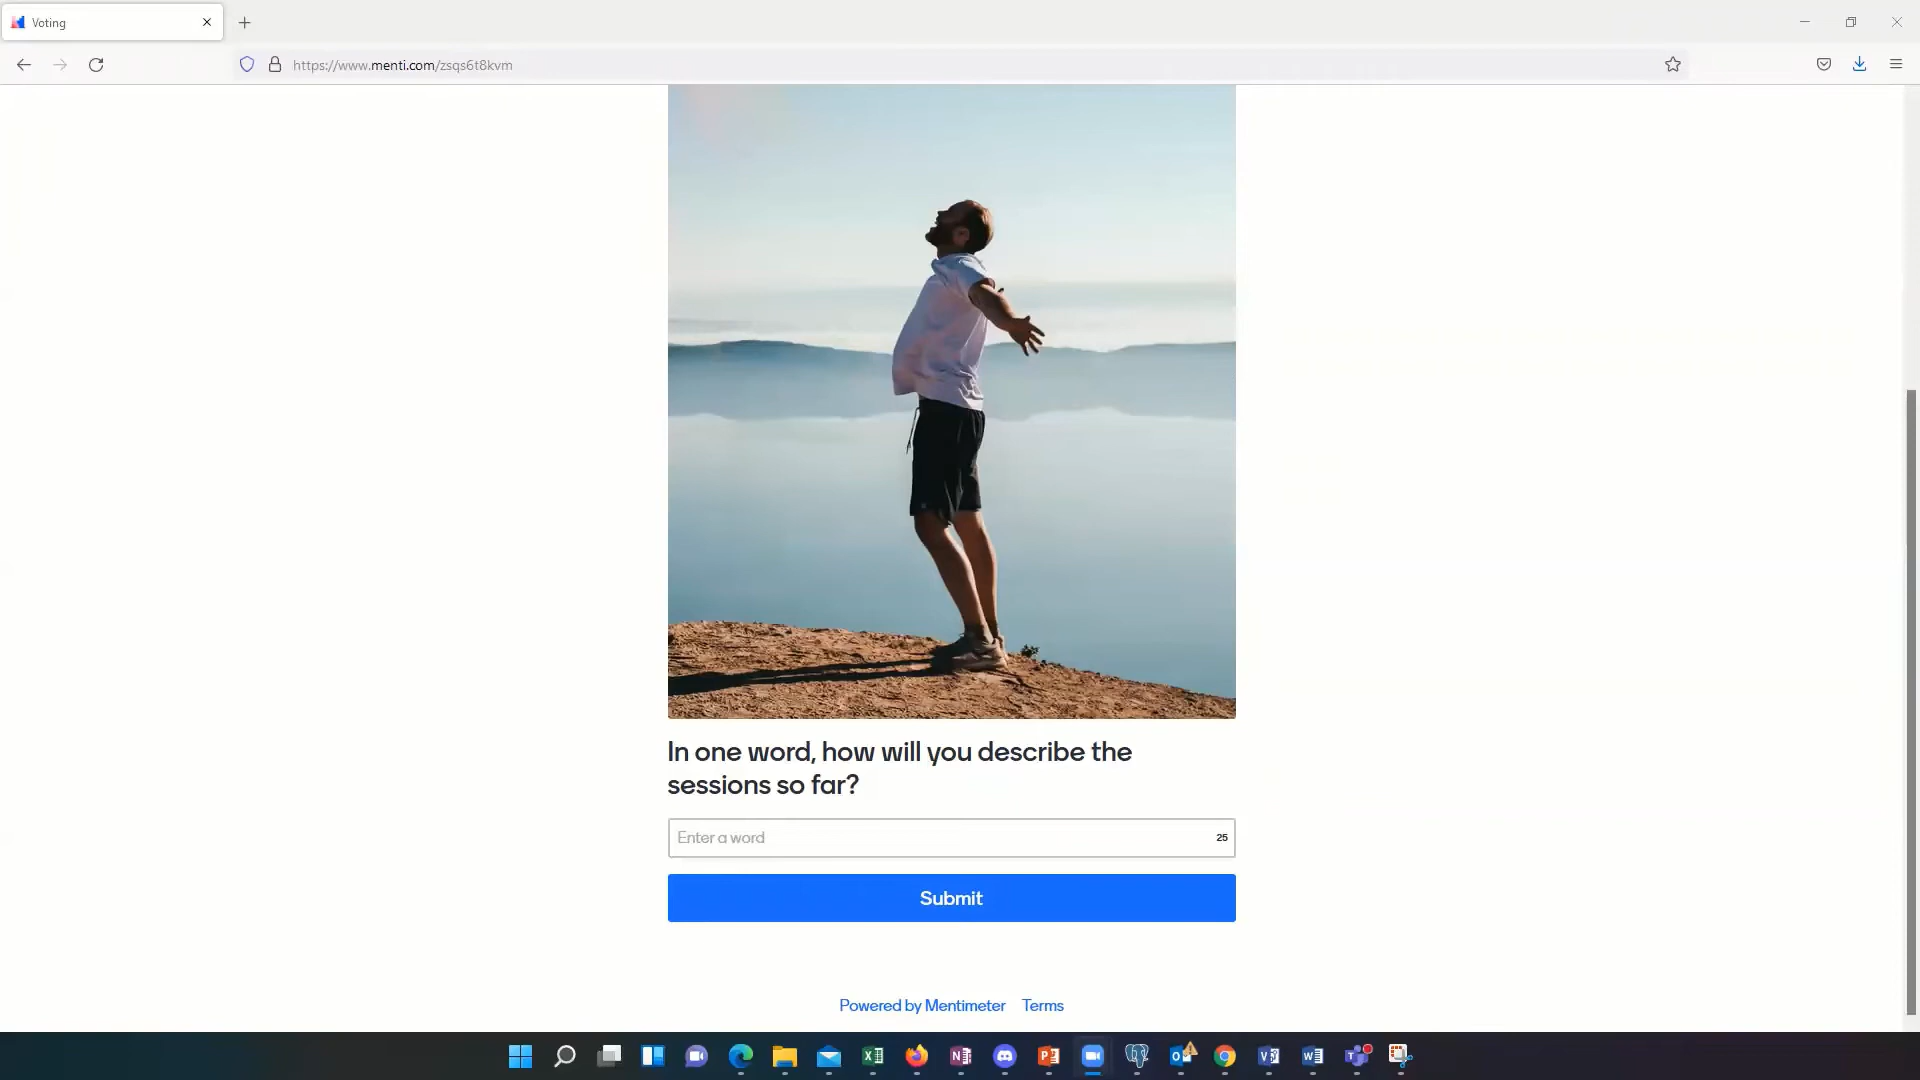 Voting
https://www.menti.com/zsqs6t8kvm
In one word, how will you describe the
sessions so far?
Enter a word
25
Submit
Powered by Mentimeter Terms